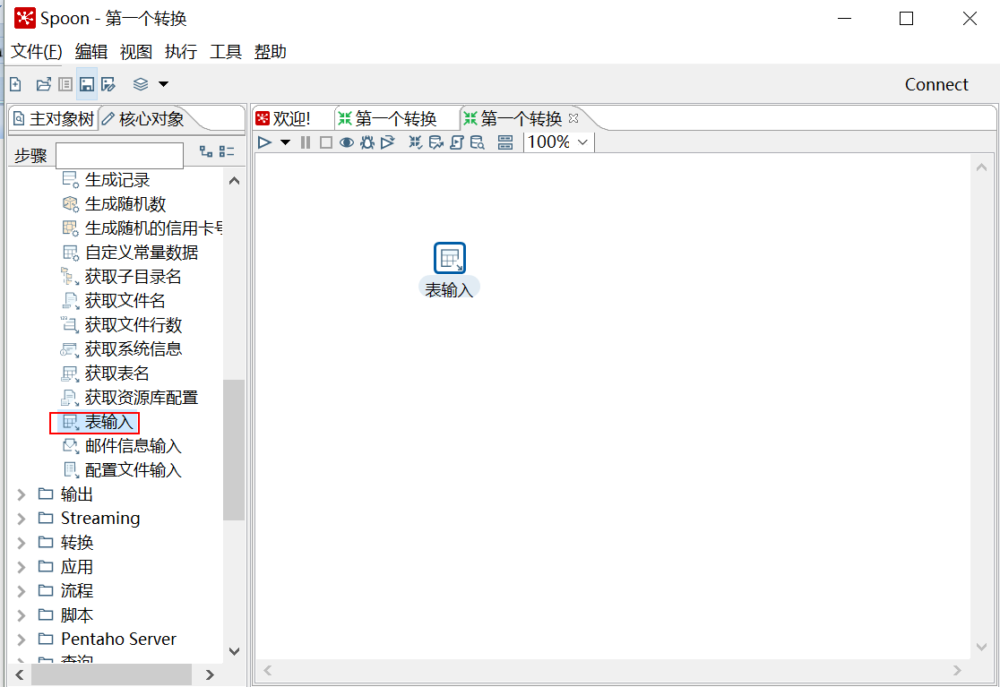 Spoon - 第一个转换
文件(F) 编辑 视图 执行 工具 帮助
Connect
主对象树 核心对象
欢迎! 第一个转换 第一个转换
步骤
100%
生成记录
生成随机数
生成随机的信用卡号
自定义常量数据
获取子目录名
获取文件名
获取文件行数
获取系统信息
获取表名
获取资源库配置
表输入
邮件信息输入
配置文件输入
输出
Streaming
转换
应用
流程
脚本
Pentaho Server
查询
表输入